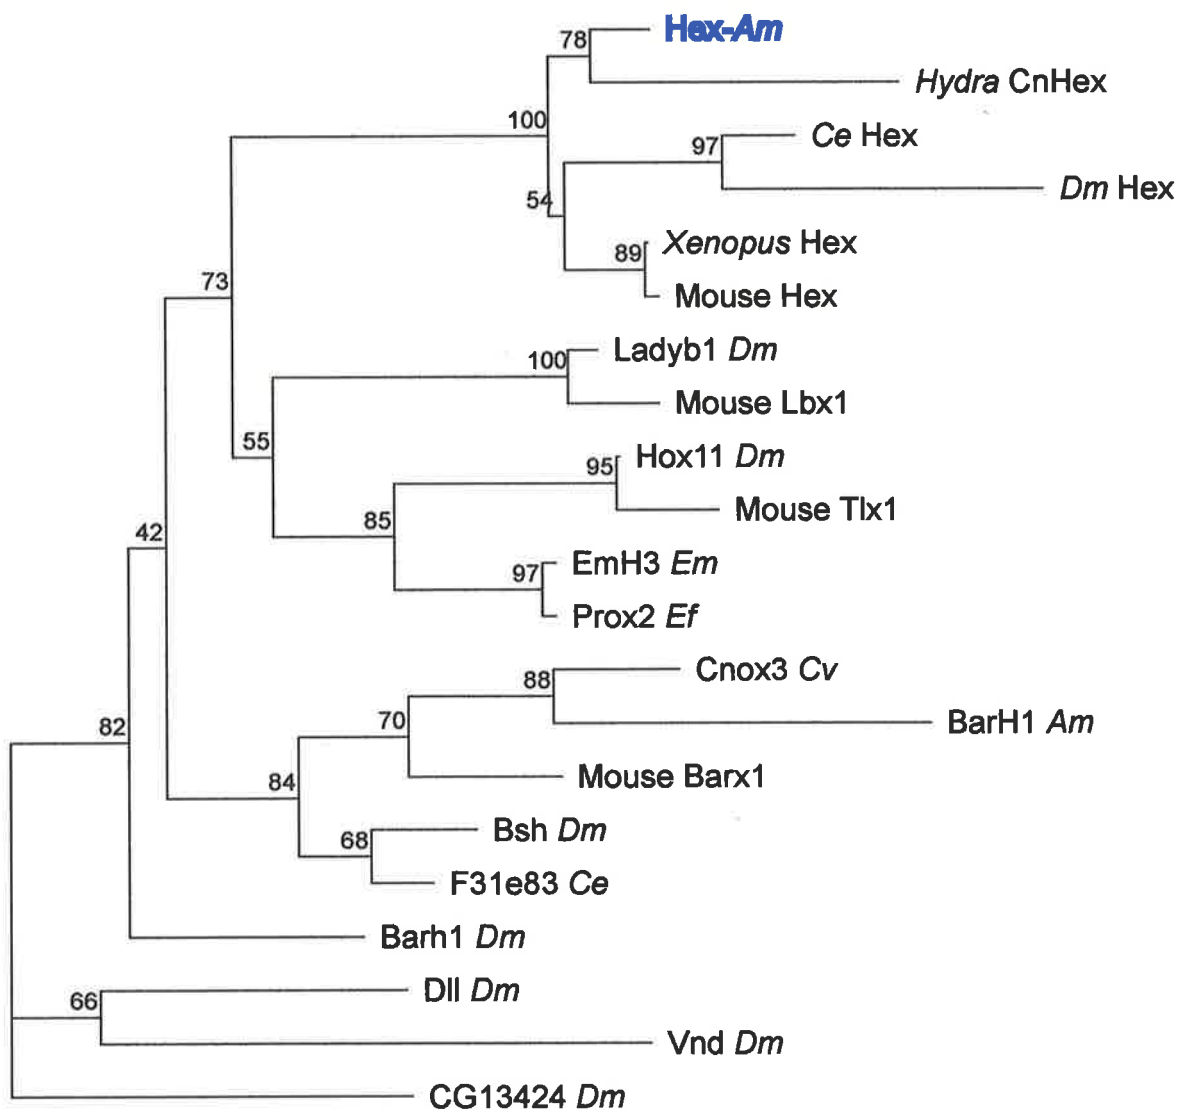 Hex-Am
78
Hydra CnHex
100
Ce Hex
97
Dm Hex
54
Xenopus Hex
89
Mouse Hex
73
Ladyb1 Dm
100
Mouse Lbx1
55
Hox11 Dm
95
Mouse Tlx1
85
42
EmH3 Em
97
Prox2 Ef
Cnox3 Cv
88
70
BarH1 Am
82
Mouse Barx1
84
Bsh Dm
68
F31e83 Ce
Barh1 Dm
Dll Dm
66
Vnd Dm
CG13424 Dm